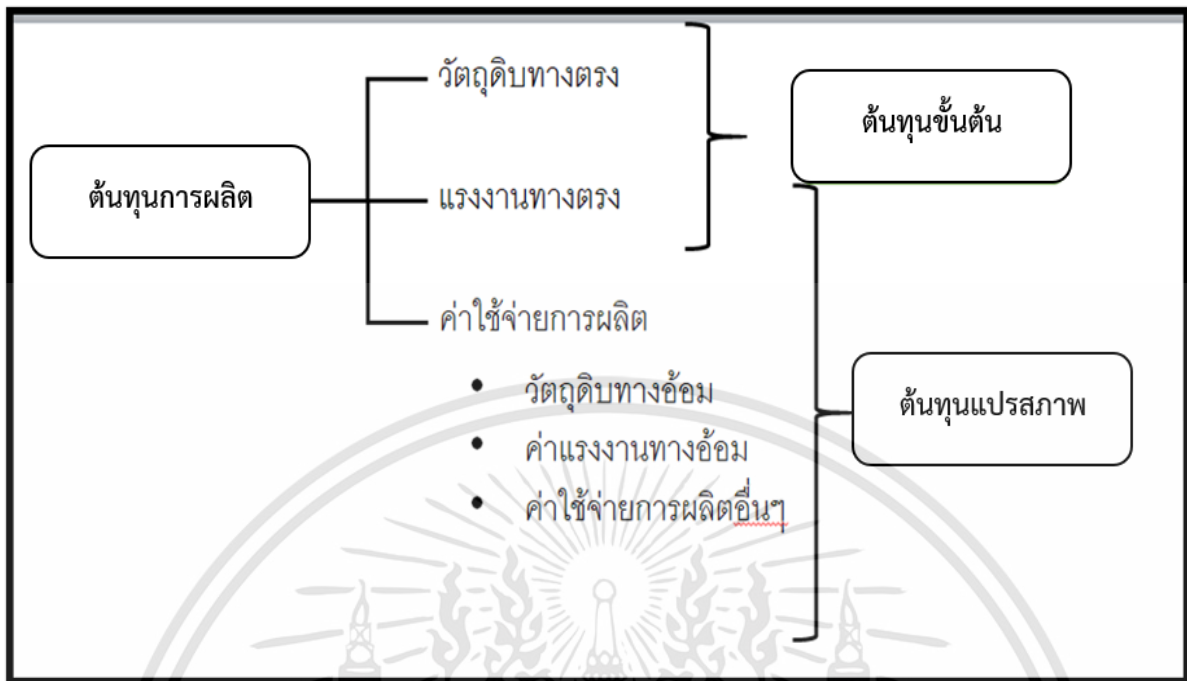 วัตถุดิบทางตรง
ต้นทุนขั้นต้น
ต้นทุนการผลิต
แรงงานทางตรง
ค่าใช้จ่ายการผลิต
• วัตถุดิบทางอ้อม
• ค่าแรงงานทางอ้อม
• ค่าใช้จ่ายการผลิตอื่นๆ
ต้นทุนแปรสภาพ